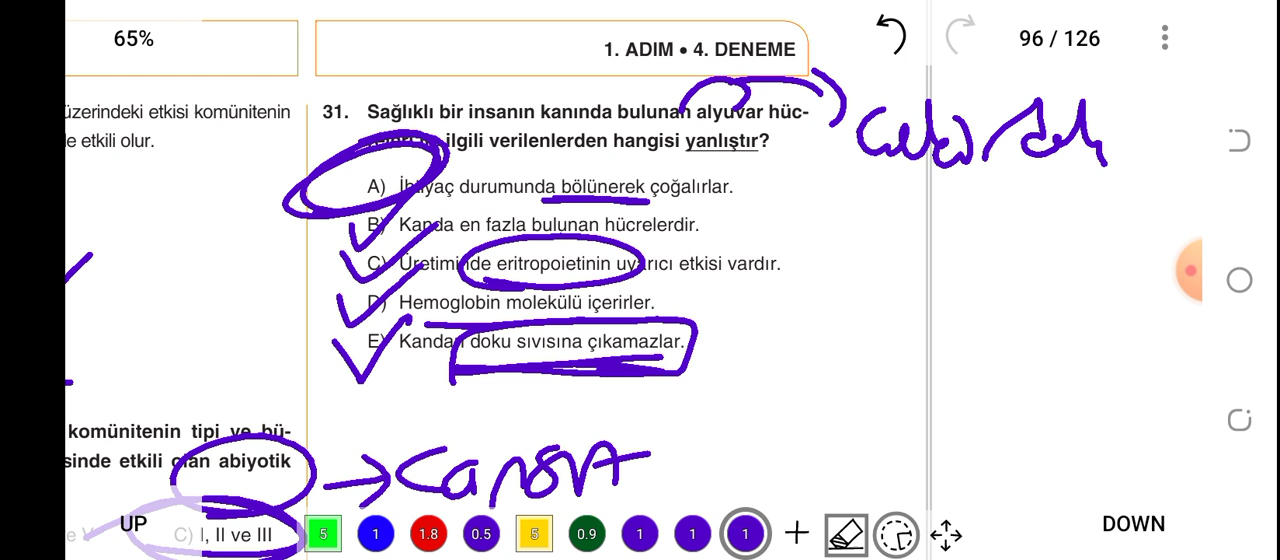 65%
1. ADIM • 4. DENEME
96 / 126
üzerindeki etkisi komünitenin
le etkili olur.
31. Sağlıklı bir insanın kanında bulunan alyuvar hüc-
ilgili verilenlerden hangisi yanlıştır?
A) İhtiyaç durumunda bölünerek çoğalırlar.
B) Kanda en fazla bulunan hücrelerdir.
C) Üretiminde eritropoietinin uyarıcı etkisi vardır.
D) Hemoglobin molekülü içerirler.
E) Kandan doku sıvısına çıkamazlar.
komünitenin tipi ve bü-
sinde etkili olan abiyotik
e V
C) I, II ve III
UP
5 1 1.8 0.5 5 0.9 1 1 1
DOWN